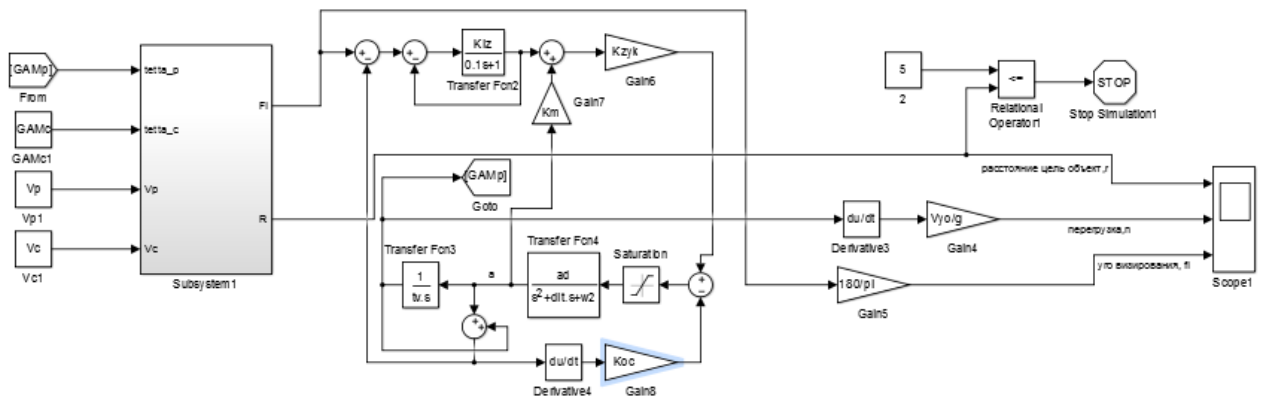 [GAMp]
From
GAMc
GAMc1
Vp
Vp1
Vc
Vc1
tetta_p
tetta_c
Vp
Vc
FI
R
Subsystem1
+
−
+
−
Kiz
0.1s+1
Transfer Fcn2
+
+
Km
Gain7
Kzyk
Gain6
5
2
<=
Relational
Operator1
STOP
Stop Simulation1
расстояние цель объект,r
[GAMp]
Goto
du/dt
Derivative3
Vyo/g
Gain4
перегрузка,n
уго визирования, fi
Scope1
Transfer Fcn3
1
tv.s
a
Transfer Fcn4
ad
s²+dlt.s+w2
Saturation
+
−
180/pi
Gain5
+
+
du/dt
Derivative4
Koc
Gain8